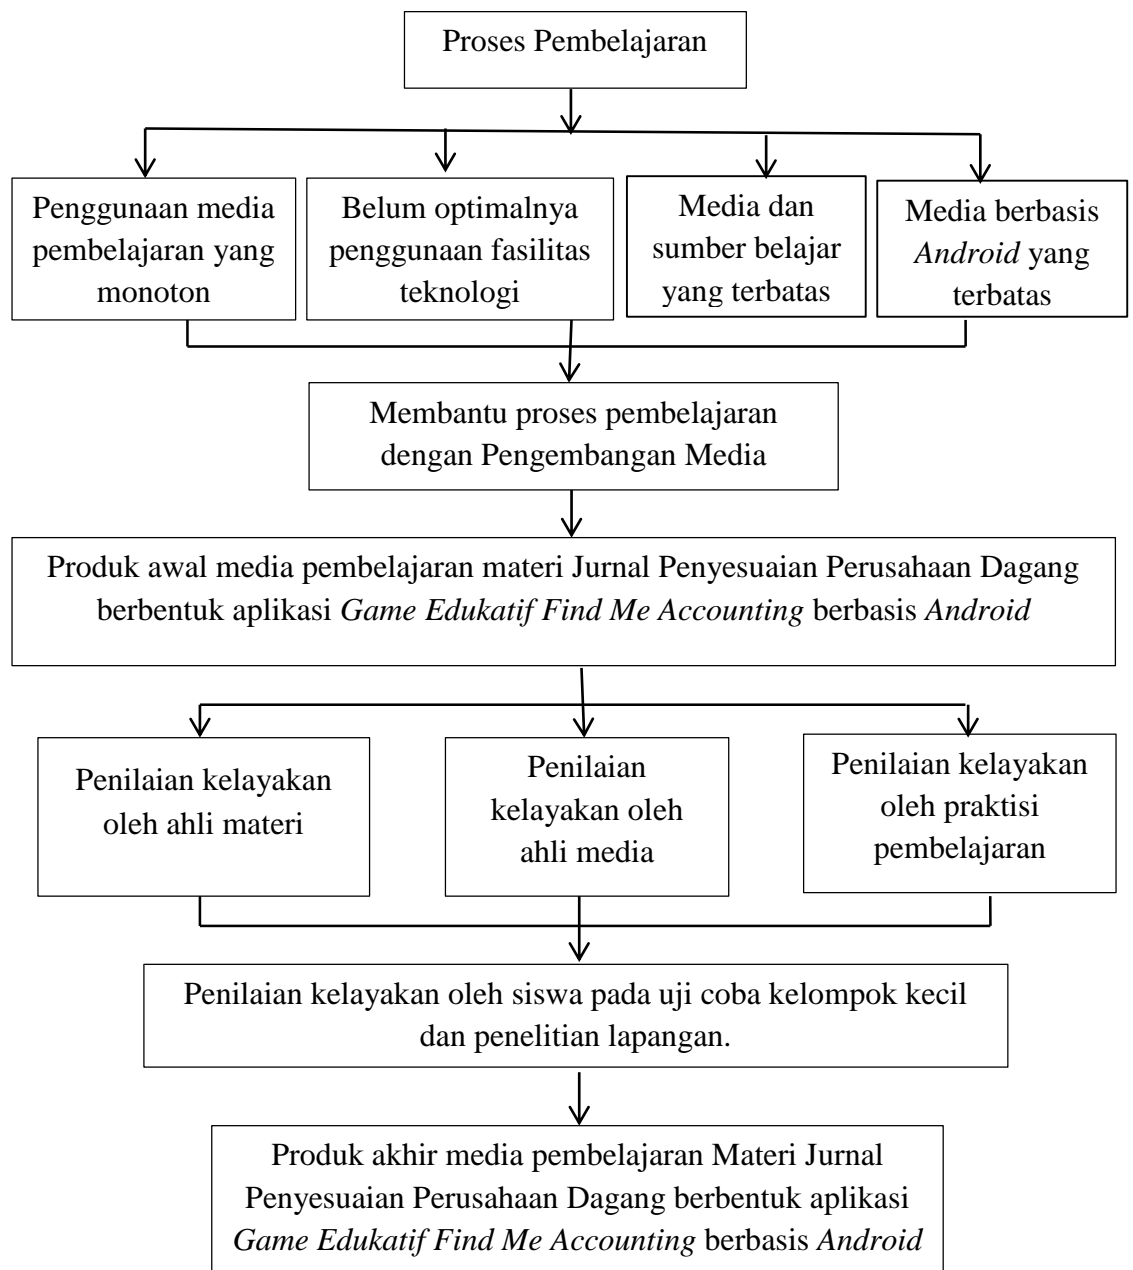 Proses Pembelajaran
Penggunaan media
pembelajaran yang
monoton
Belum optimalnya
penggunaan fasilitas
teknologi
Media dan
sumber belajar
yang terbatas
Media berbasis
Android yang
terbatas
Membantu proses pembelajaran
dengan Pengembangan Media
Produk awal media pembelajaran materi Jurnal Penyesuaian Perusahaan Dagang
berbentuk aplikasi Game Edukatif Find Me Accounting berbasis Android
Penilaian kelayakan
oleh ahli materi
Penilaian
kelayakan oleh
ahli media
Penilaian kelayakan
oleh praktisi
pembelajaran
Penilaian kelayakan oleh siswa pada uji coba kelompok kecil
dan penelitian lapangan.
Produk akhir media pembelajaran Materi Jurnal
Penyesuaian Perusahaan Dagang berbentuk aplikasi
Game Edukatif Find Me Accounting berbasis Android